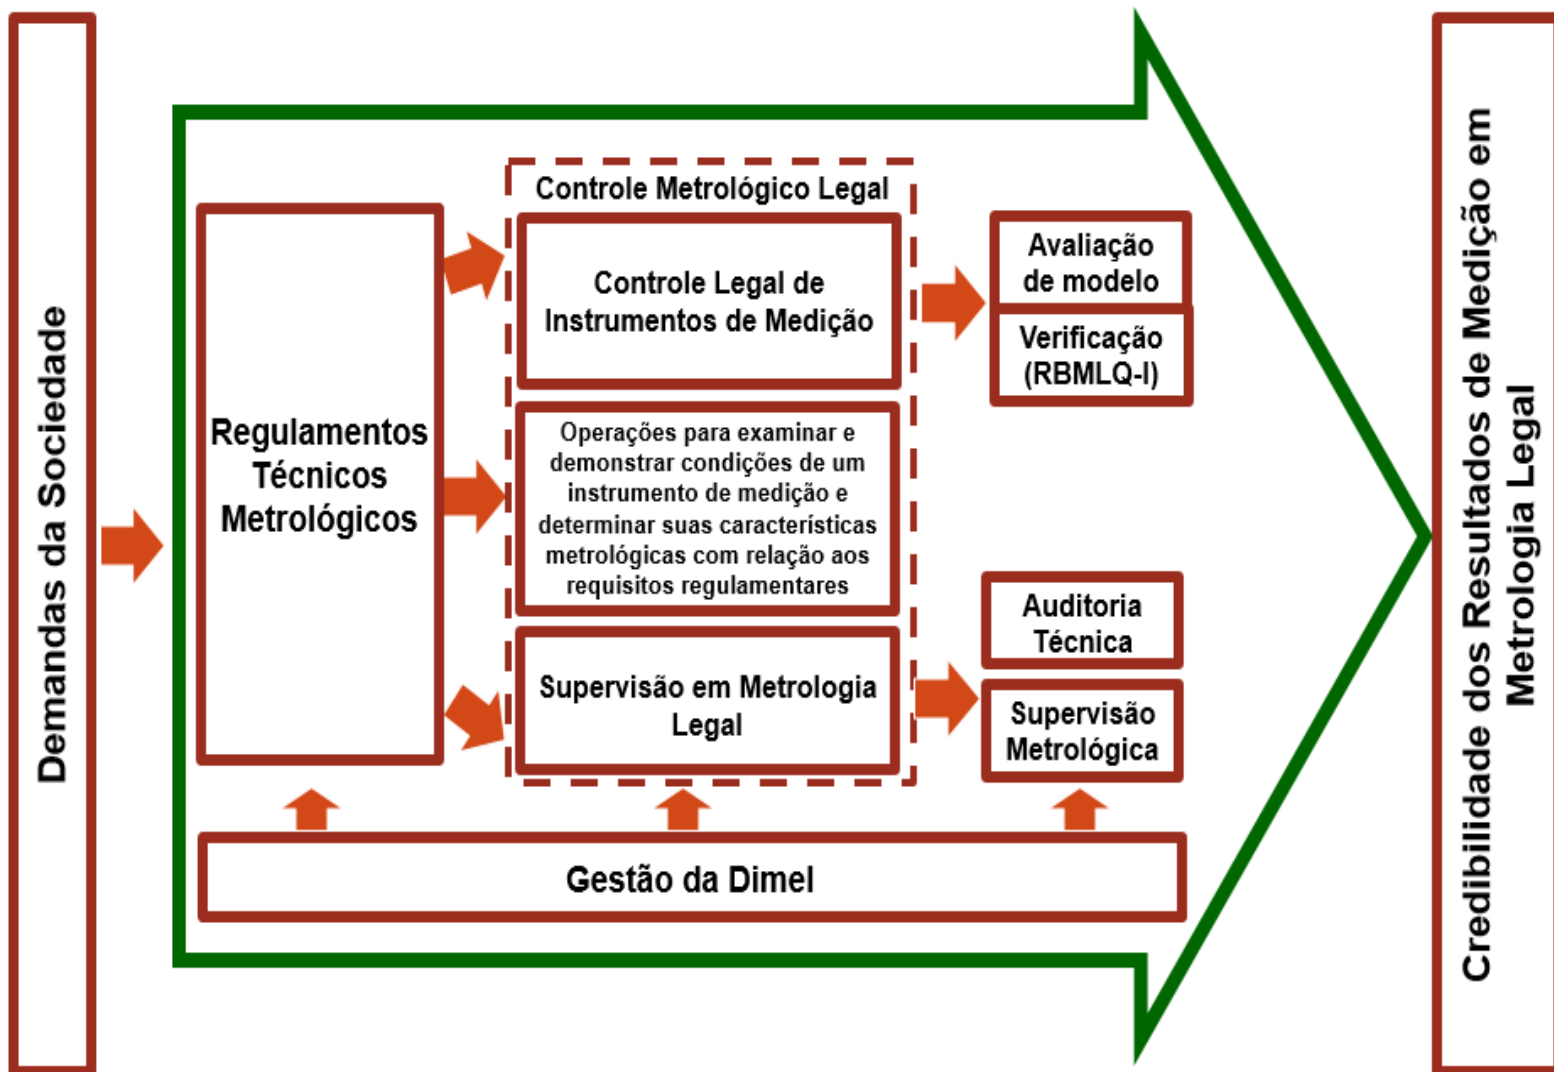 Demandas da Sociedade
Regulamentos
Técnicos
Metrológicos
Controle Metrológico Legal
Controle Legal de
Instrumentos de Medição
Operações para examinar e
demonstrar condições de um
instrumento de medição e
determinar suas características
metrológicas com relação aos
requisitos regulamentares
Supervisão em Metrologia
Legal
Avaliação
de modelo
Verificação
(RBMLQ-I)
Auditoria
Técnica
Supervisão
Metrológica
Gestão da Dimel
Credibilidade dos Resultados de Medição em
Metrologia Legal